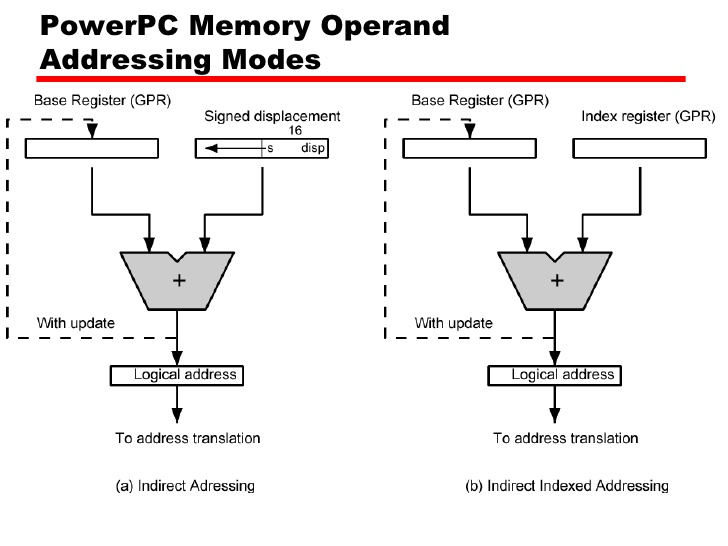 PowerPC Memory Operand
Addressing Modes
Base Register (GPR)
Signed displacement
16
s disp
+
With update
Logical address
To address translation
(a) Indirect Adressing
Base Register (GPR)
Index register (GPR)
+
With update
Logical address
To address translation
(b) Indirect Indexed Addressing